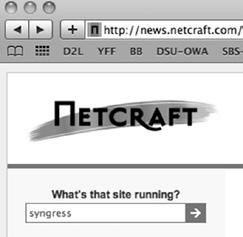 http://news.netcraft.com/
D2L YFF BB DSU-OWA SBS-
NETCRAFT
What's that site running?
syngress